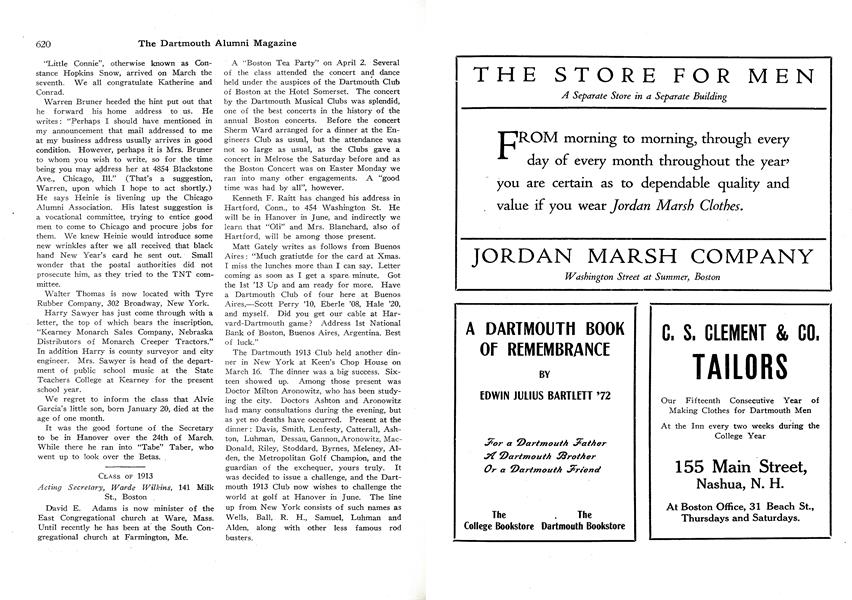 620
The Dartmouth Alumni Magazine
"Little Connie", otherwise known as Con-
stance Hopkins Snow, arrived on March the
seventh. We all congratulate Katherine and
Conrad.
Warren Bruner heeded the hint put out that
he forward his home address to us. He
writes: "Perhaps I should have mentioned in
my announcement that mail addressed to me
at my business address usually arrives in good
condition. However, perhaps it is Mrs. Bruner
to whom you wish to write, so for the time
being you may address her at 4854 Blackstone
Ave., Chicago, Ill." (That's a suggestion,
Warren, upon which I hope to act shortly.)
He says Heinie is livening up the Chicago
Alumni Association. His latest suggestion is
a vocational committee, trying to entice good
men to come to Chicago and procure jobs for
them. We knew Heinie would introduce some
new wrinkles after we all received that black
hand New Year's card he sent out. Small
wonder that the postal authorities did not
prosecute him, as they tried to the TNT com-
mittee.
Walter Thomas is now located with Tyre
Rubber Company, 302 Broadway, New York.
Harry Sawyer has just come through with a
letter, the top of which bears the inscription,
"Kearney Monarch Sales Company, Nebraska
Distributors of Monarch Creeper Tractors."
In addition Harry is county surveyor and city
engineer. Mrs. Sawyer is head of the depart-
ment of public school music at the State
Teachers College at Kearney for the present
school year.
We regret to inform the class that Alvie
Garcia's little son, born January 20, died at the
age of one month.
It was the good fortune of the Secretary
to be in Hanover over the 24th of March.
While there he ran into "Tabe" Taber, who
went up to look over the Betas.
CLASS OF 1913
Acting Secretary, Warde Wilkins, 141 Milk
St., Boston
David E. Adams is now minister of the
East Congregational church at Ware, Mass.
Until recently he has been at the South Con-
gregational church at Farmington, Me.
A "Boston Tea Party" on April 2. Several
of the class attended the concert and dance
held under the auspices of the Dartmouth Club
of Boston at the Hotel Somerset. The concert
by the Dartmouth Musical Clubs was splendid,
one of the best concerts in the history of the
annual Boston concerts. Before the concert
Sherm Ward arranged for a dinner at the En-
gineers Club as usual, but the attendance was
not so large as usual, as the Clubs gave a
concert in Melrose the Saturday before and as
the Boston Concert was on Easter Monday we
ran into many other engagements. A "good
time was had by all", however.
Kenneth F. Raitt has changed his address in
Hartford, Conn., to 454 Washington St. He
will be in Hanover in June, and indirectly we
learn that "Oli" and Mrs. Blanchard, also of
Hartford, will be among those present.
Matt Gately writes as follows from Buenos
Aires: "Much gratiutde for the card at Xmas.
I miss the lunches more than I can say. Letter
coming as soon as I get a spare minute. Got
the 1st '13 Up and am ready for more. Have
a Dartmouth Club of four here at Buenos
Aires,—Scott Perry '10, Eberle '08, Hale '20,
and myself. Did you get our cable at Har-
vard-Dartmouth game? Address 1st National
Bank of Boston, Buenos Aires, Argentina. Best
of luck."
The Dartmouth 1913 Club held another din-
ner in New York at Keen's Chop House on
March 16. The dinner was a big success. Six-
teen showed up. Among those present was
Doctor Milton Aronowitz, who has been study-
ing the city. Doctors Ashton and Aronowitz
had many consultations during the evening, but
as yet no deaths have occurred. Present at the
dinner: Davis, Smith, Lenfesty, Catterall, Ash-
ton, Luhman, Dessau, Gannon, Aronowitz, Mac-
Donald, Riley, Stoddard, Byrnes, Meleney, Al-
den, the Metropolitan Golf Champion, and the
guardian of the exchequer, yours truly. It
was decided to issue a challenge, and the Dart-
mouth 1913 Club now wishes to challenge the
world at golf at Hanover in June. The line
up from New York consists of such names as
Wells, Ball, R. H., Samuel, Luhman and
Alden, along with other less famous rod
busters.
THE STORE FOR MEN
A Separate Store in a Separate Building
FROM morning to morning, through every
day of every month throughout the year,
you are certain as to dependable quality and
value if you wear Jordan Marsh Clothes.
JORDAN MARSH COMPANY
Washington Street at Summer, Boston
A DARTMOUTH BOOK
OF REMEMBRANCE
BY
EDWIN JULIUS BARTLETT '72
For a Dartmouth Father
A Dartmouth Brother
Or a Dartmouth Friend
The The
College Bookstore Dartmouth Bookstore
C. S. CLEMENT & CO.
TAILORS
Our Fifteenth Consecutive Year of
Making Clothes for Dartmouth Men
At the Inn every two weeks during the
College Year
155 Main Street,
Nashua, N. H.
At Boston Office, 31 Beach St.,
Thursdays and Saturdays.